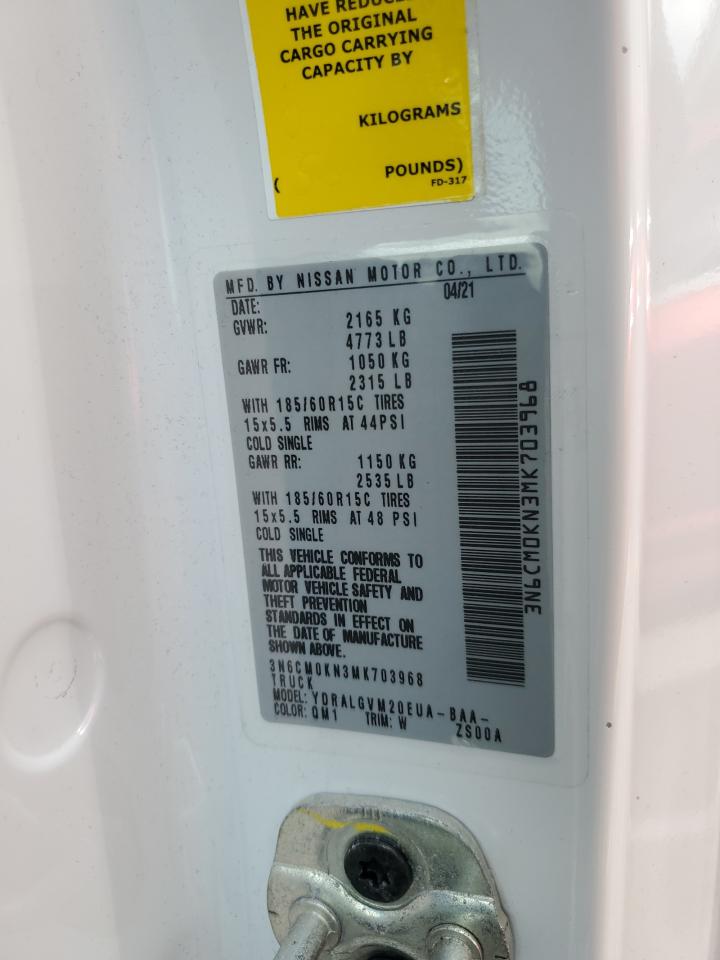 HAVE REDUCED
THE ORIGINAL
CARGO CARRYING
CAPACITY BY
KILOGRAMS
( POUNDS)
FD-317
MFD. BY NISSAN MOTOR CO., LTD.
DATE: 04/21
GVWR: 2165 KG
4773 LB
GAWR FR: 1050 KG
2315 LB
WITH 185/60R15C TIRES
15x5.5 RIMS AT 44PSI
COLD SINGLE
GAWR RR: 1150 KG
2535 LB
WITH 185/60R15C TIRES
15x5.5 RIMS AT 48 PSI
COLD SINGLE
THIS VEHICLE CONFORMS TO
ALL APPLICABLE FEDERAL
MOTOR VEHICLE SAFETY AND
THEFT PREVENTION
STANDARDS IN EFFECT ON
THE DATE OF MANUFACTURE
SHOWN ABOVE.
3N6CM0KN3MK703968
TRUCK
MODEL: YDRALGVM20EUA-BAA-
COLOR: QM1 TRIM: W ZS00A
3N6CM0KN3MK703968